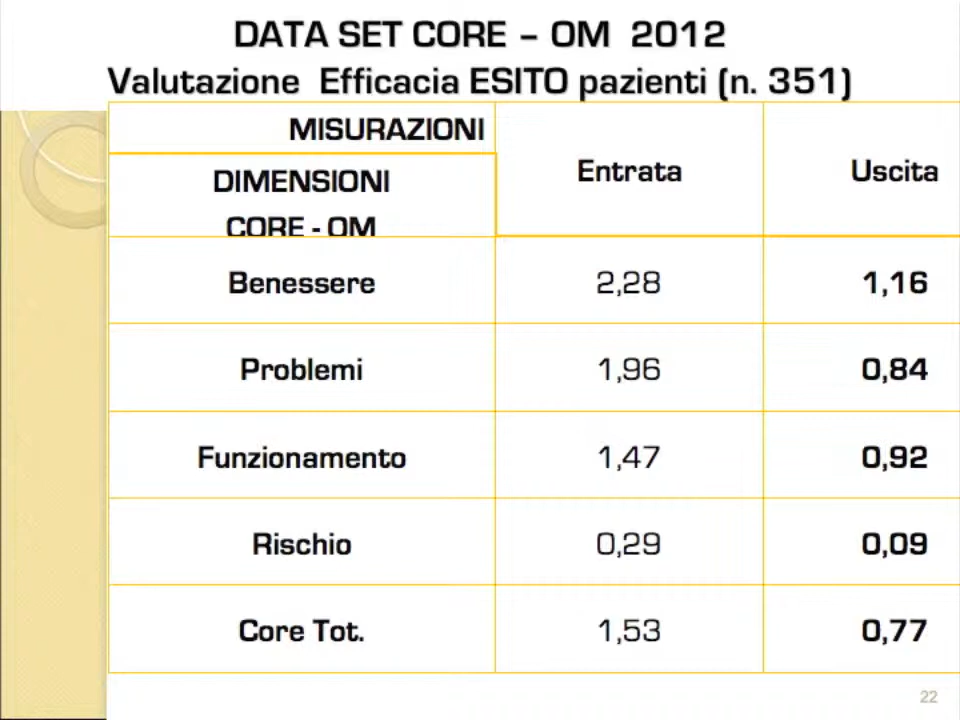 DATA SET CORE – OM 2012
Valutazione Efficacia ESITO pazienti (n. 351)
MISURAZIONI
DIMENSIONI
CORE - OM
Entrata
Uscita
Benessere 2,28 1,16
Problemi 1,96 0,84
Funzionamento 1,47 0,92
Rischio 0,29 0,09
Core Tot. 1,53 0,77
22